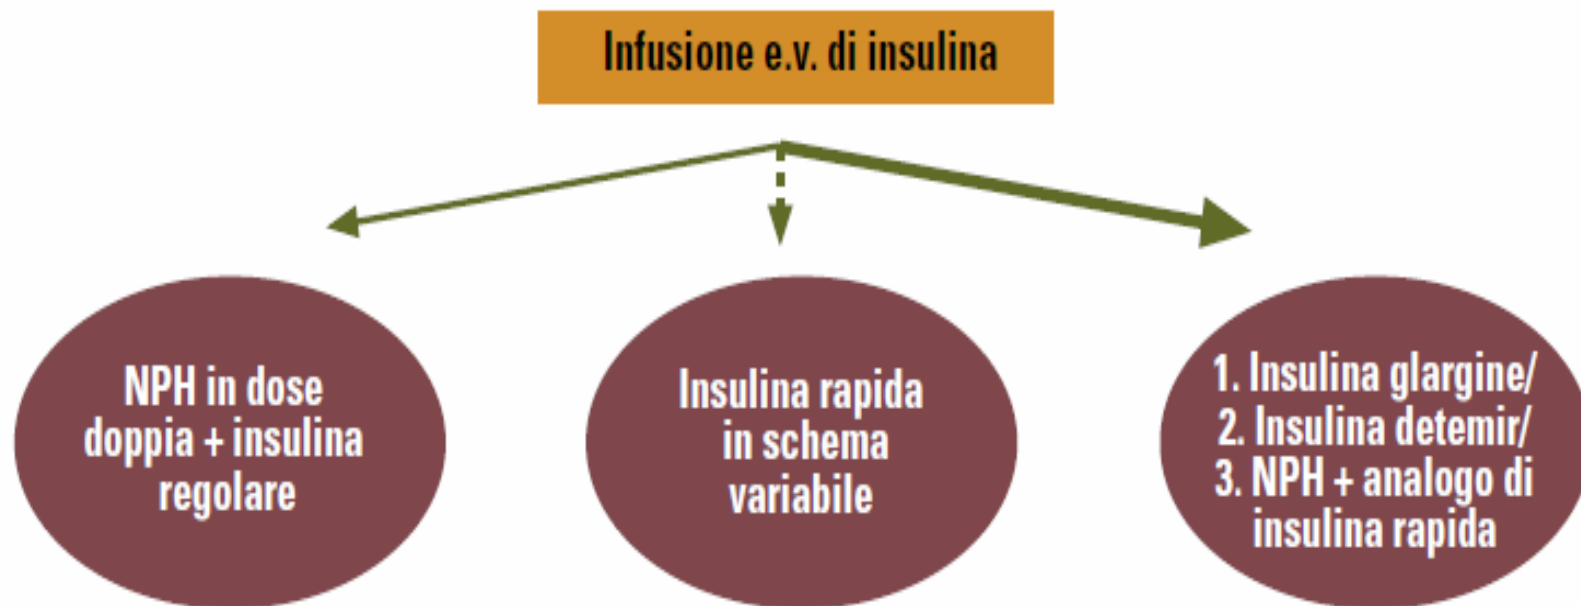 Infusione e.v. di insulina
NPH in dose
doppia + insulina
regolare
Insulina rapida
in schema
variabile
1. Insulina glargine/
2. Insulina detemir/
3. NPH + analogo di
insulina rapida